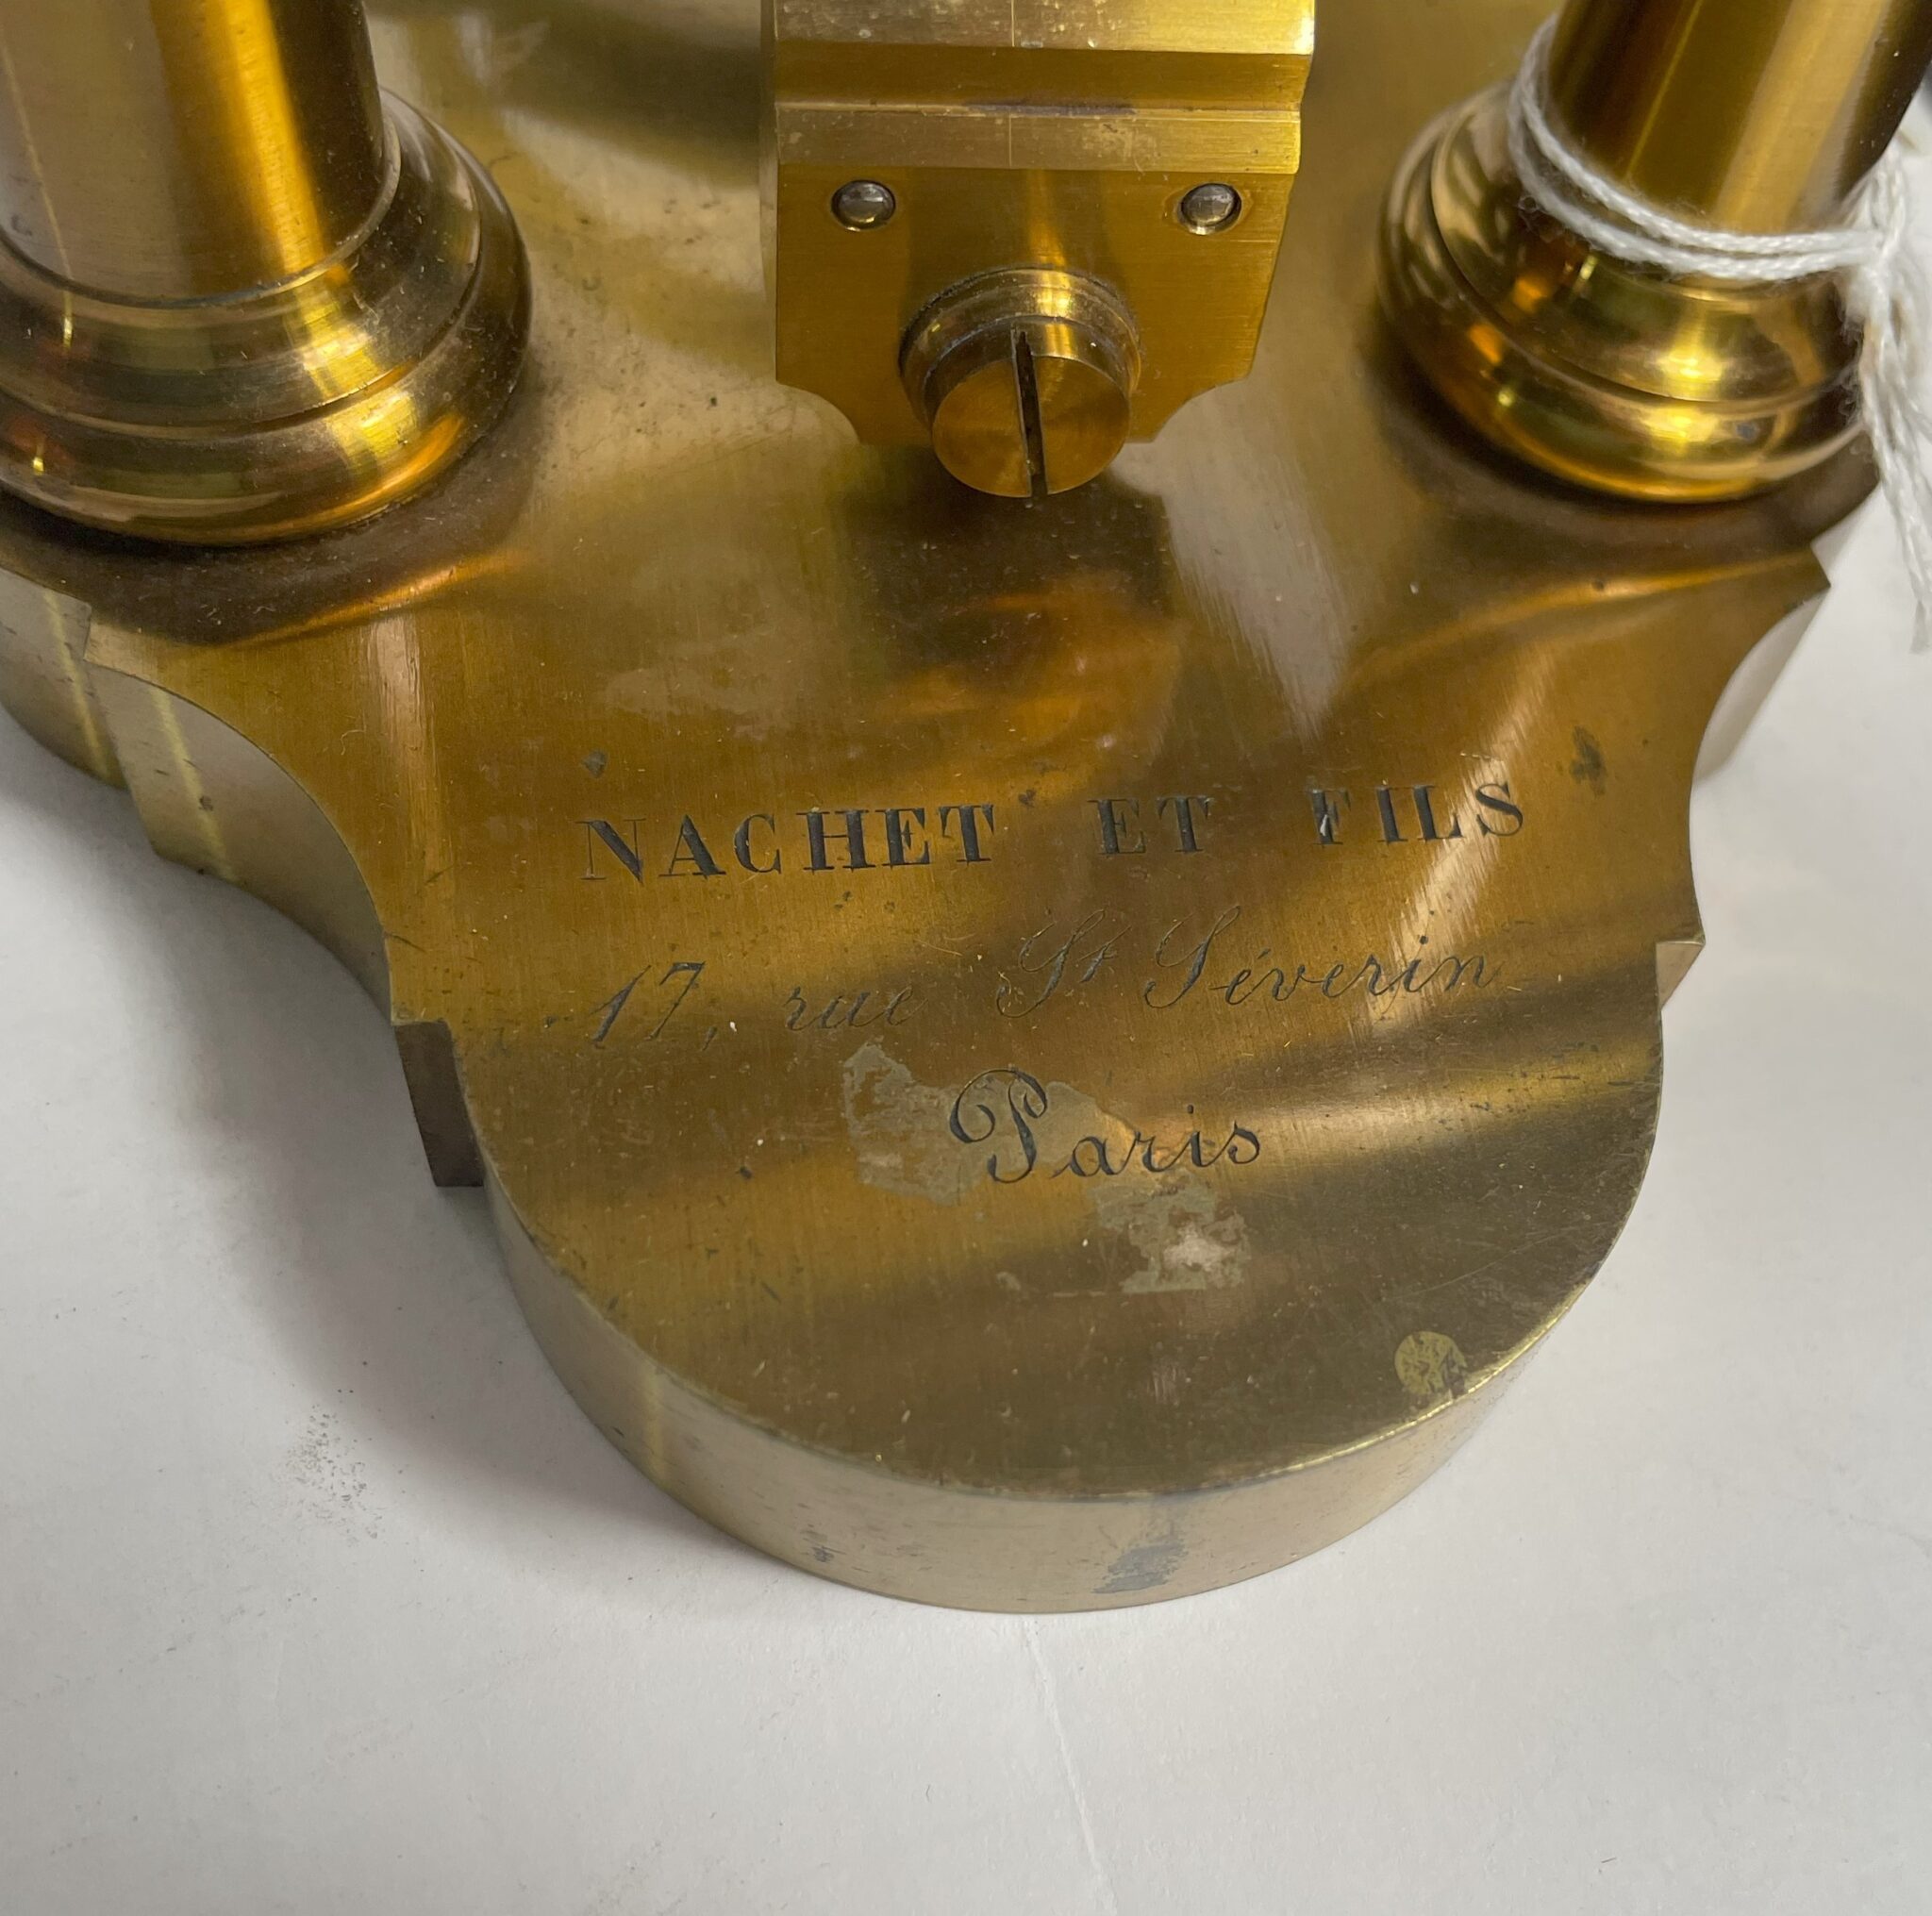 NACHET ET FILS
17, rue St Séverin
Paris